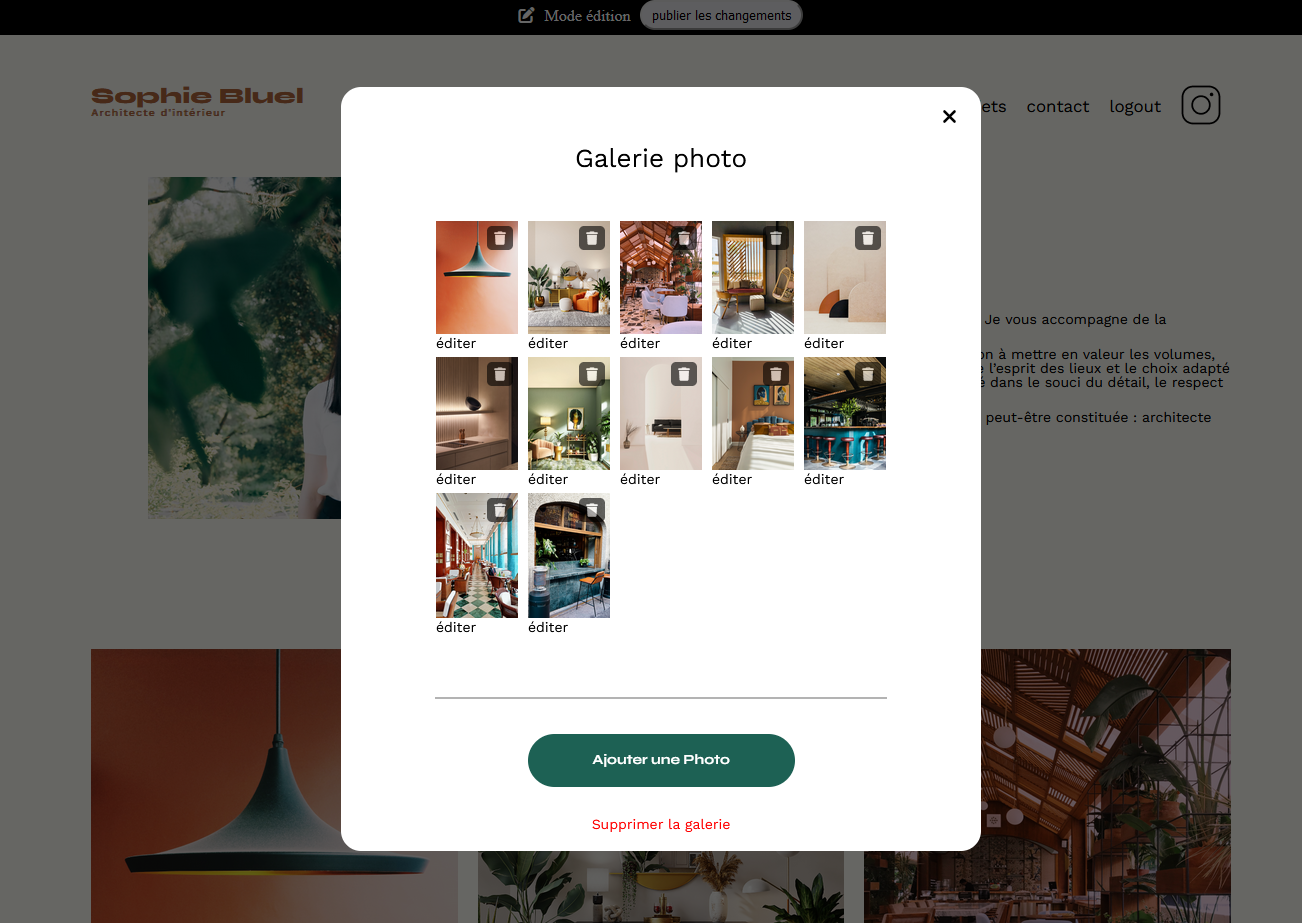 Mode édition publier les changements
Sophie Bluel
Architecte d'intérieur
contact logout
Galerie photo
éditer éditer éditer éditer éditer
éditer éditer éditer éditer éditer
éditer éditer
Je vous accompagne de la
à mettre en valeur les volumes,
l'esprit des lieux et le choix adapté
dans le souci du détail, le respect
peut-être constituée : architecte
Ajouter une Photo
Supprimer la galerie